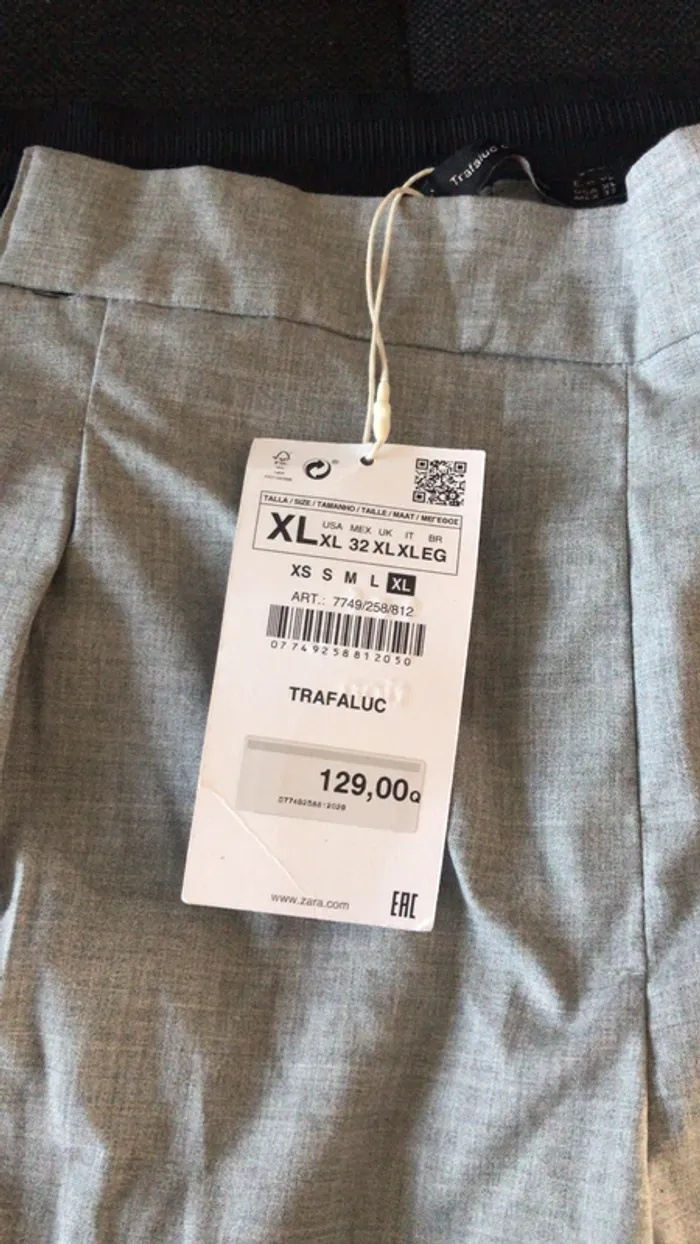 Trafaluc
TALLA / SIZE / TAMANHO / TAILLE / MAAT / ΜΕΓΕΘΟΣ
USA MEX UK IT BR
XL XL 32 XL XL EG
XS S M L XL
ART.: 7749/258/812
07749258812050
TRAFALUC
129,00Q
www.zara.com
EAC